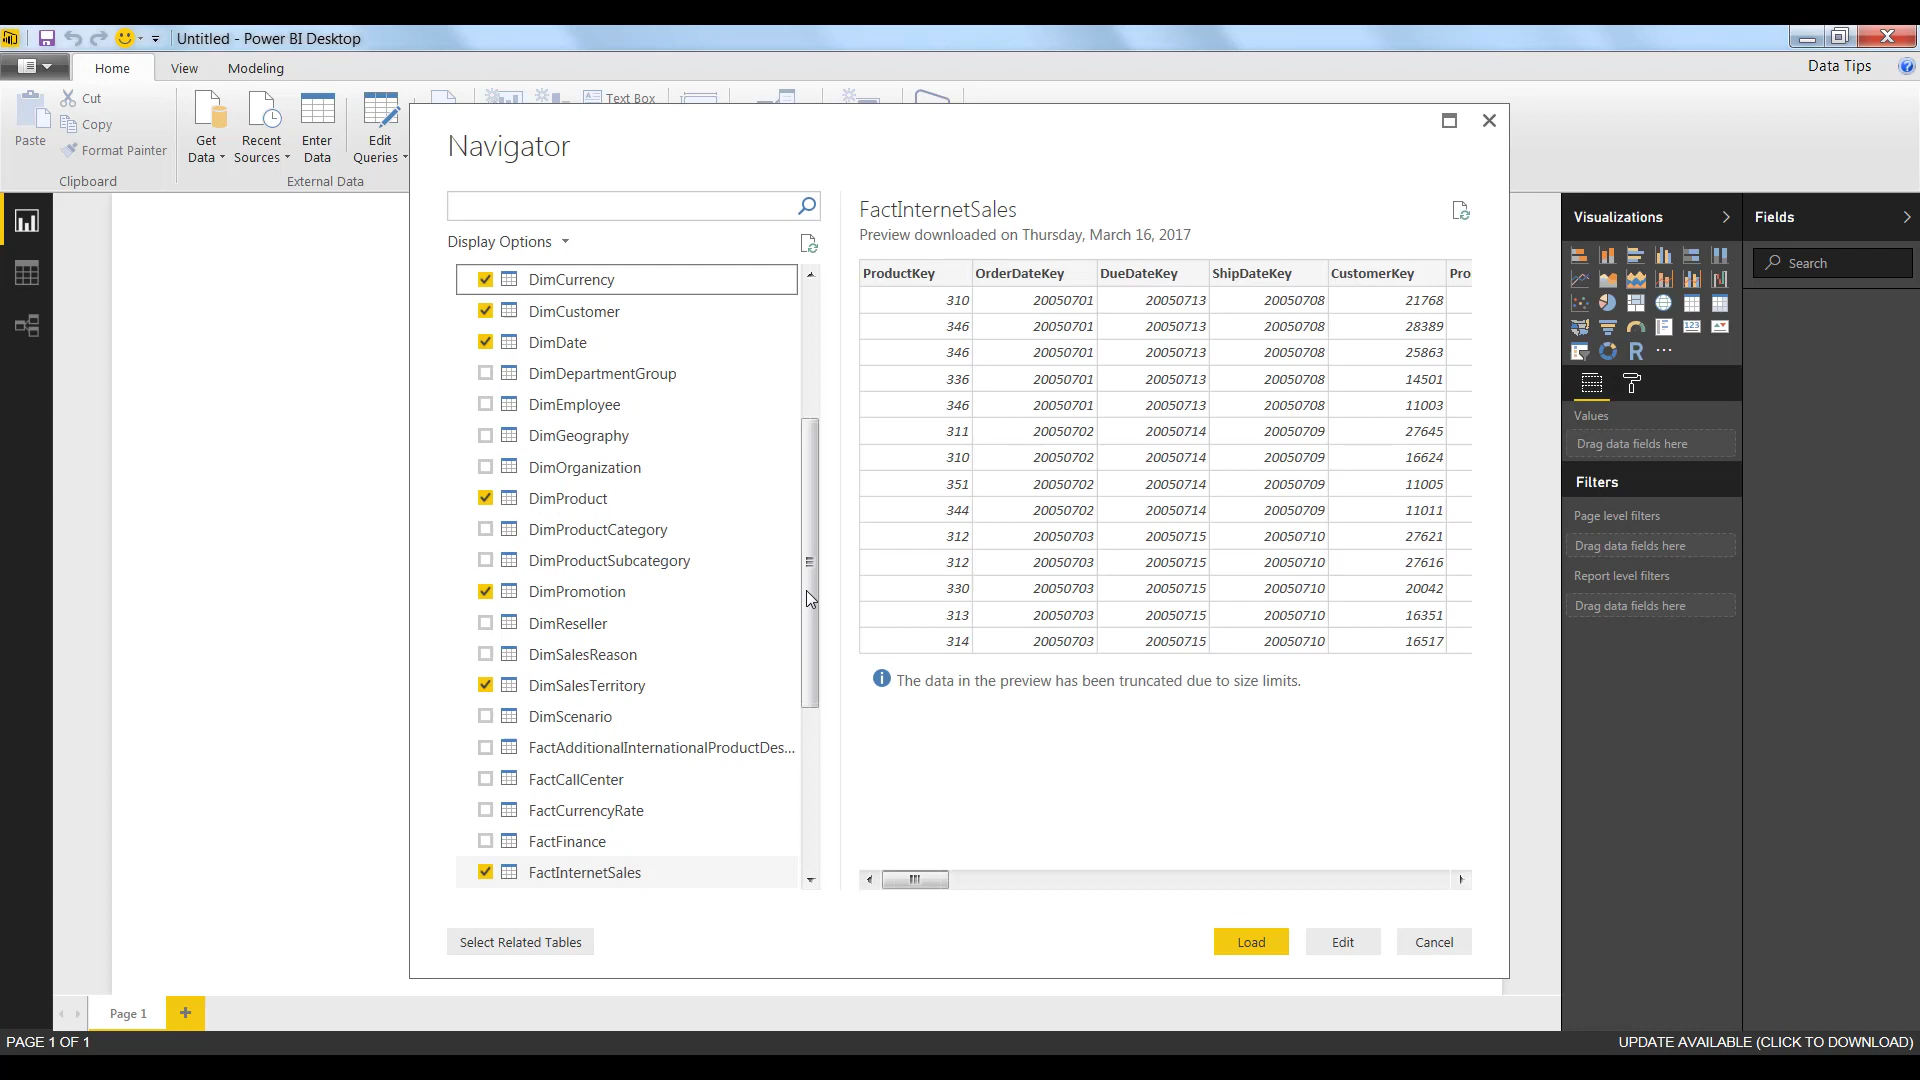 Untitled - Power BI Desktop
Home
View
Modeling
Data Tips
Paste
Cut
Copy
Format Painter
Clipboard
Get
Data
Recent
Sources
Enter
Data
Edit
Queries
External Data
Text Box
Navigator
Display Options
DimCurrency
DimCustomer
DimDate
DimDepartmentGroup
DimEmployee
DimGeography
DimOrganization
DimProduct
DimProductCategory
DimProductSubcategory
DimPromotion
DimReseller
DimSalesReason
DimSalesTerritory
DimScenario
FactAdditionalInternationalProductDes...
FactCallCenter
FactCurrencyRate
FactFinance
FactInternetSales
Select Related Tables
FactInternetSales
Preview downloaded on Thursday, March 16, 2017
ProductKey OrderDateKey DueDateKey ShipDateKey CustomerKey Pro
310 20050701 20050713 20050708 21768
346 20050701 20050713 20050708 28389
346 20050701 20050713 20050708 25863
336 20050701 20050713 20050708 14501
346 20050701 20050713 20050708 11003
311 20050702 20050714 20050709 27645
310 20050702 20050714 20050709 16624
351 20050702 20050714 20050709 11005
344 20050702 20050714 20050709 11011
312 20050703 20050715 20050710 27621
312 20050703 20050715 20050710 27616
330 20050703 20050715 20050710 20042
313 20050703 20050715 20050710 16351
314 20050703 20050715 20050710 16517
The data in the preview has been truncated due to size limits.
Load
Edit
Cancel
Visualizations
R
123
Values
Drag data fields here
Filters
Page level filters
Drag data fields here
Report level filters
Drag data fields here
Fields
Search
Page 1
PAGE 1 OF 1
UPDATE AVAILABLE (CLICK TO DOWNLOAD)